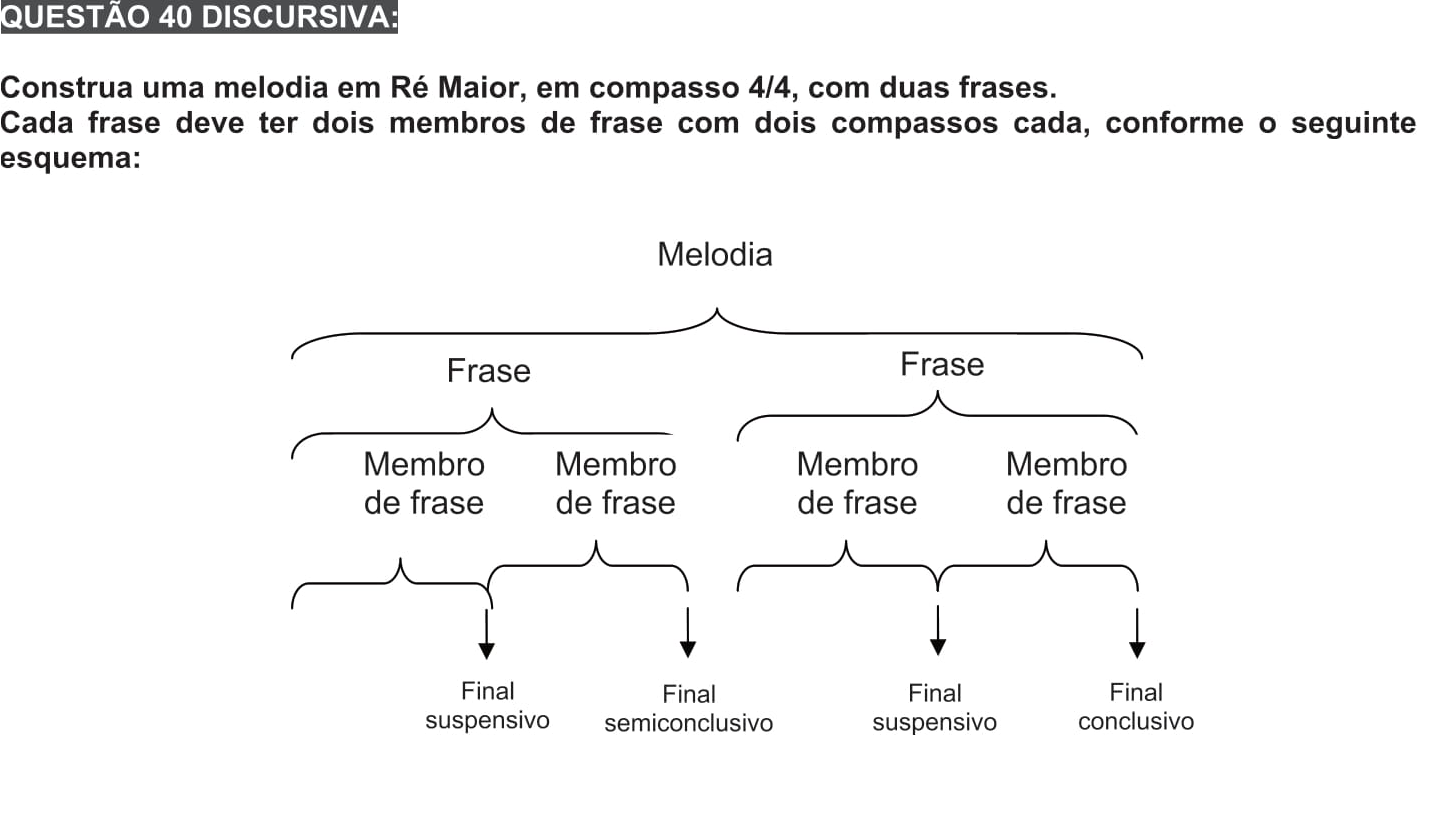 QUESTÃO 40 DISCURSIVA:
Construa uma melodia em Ré Maior, em compasso 4/4, com duas frases.
Cada frase deve ter dois membros de frase com dois compassos cada, conforme o seguinte
esquema:
Melodia
Frase
Frase
Membro
de frase
Membro
de frase
Membro
de frase
Membro
de frase
Final
suspensivo
Final
semiconclusivo
Final
suspensivo
Final
conclusivo